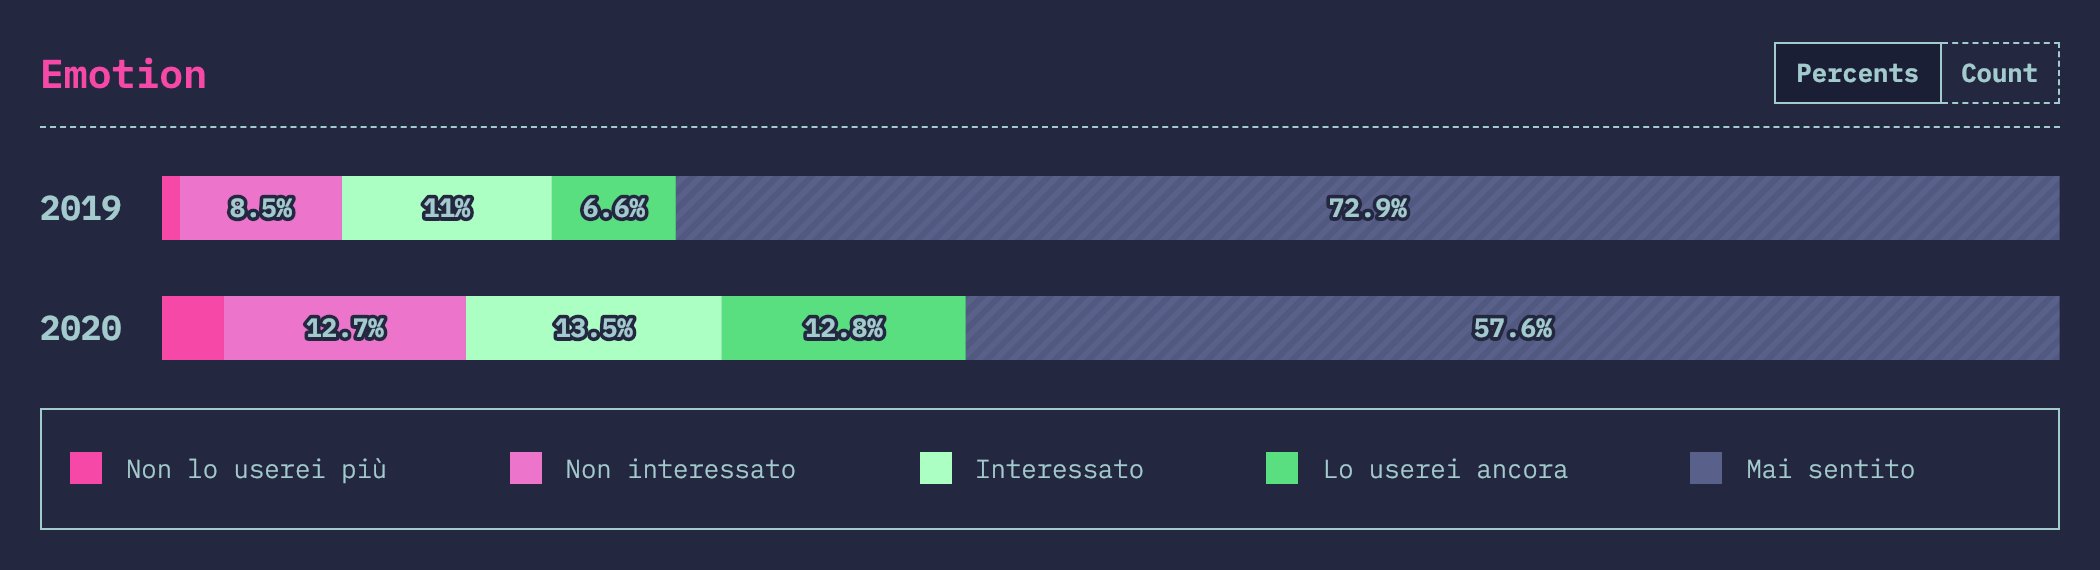 Emotion
Percents Count
2019 8.5% 11% 6.6% 72.9%
2020 12.7% 13.5% 12.8% 57.6%
Non lo userei più Non interessato Interessato Lo userei ancora Mai sentito